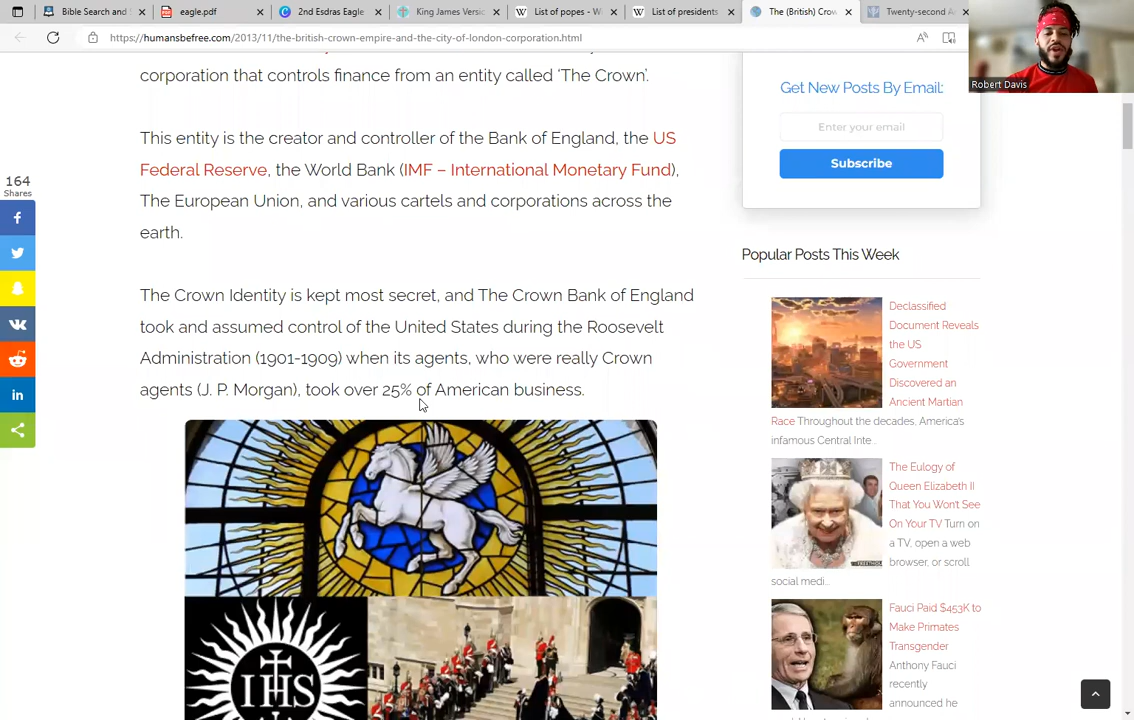 Bible Search and S
eagle.pdf
2nd Esdras Eagle
King James Versic
List of popes - Wi
List of presidents
The (British) Crow
Twenty-second A
https://humansbefree.com/2013/11/the-british-crown-empire-and-the-city-of-london-corporation.html
Robert Davis
corporation that controls finance from an entity called 'The Crown'.
This entity is the creator and controller of the Bank of England, the US
Federal Reserve, the World Bank (IMF – International Monetary Fund),
The European Union, and various cartels and corporations across the
earth.
The Crown Identity is kept most secret, and The Crown Bank of England
took and assumed control of the United States during the Roosevelt
Administration (1901-1909) when its agents, who were really Crown
agents (J. P. Morgan), took over 25% of American business.
164
Shares
IHS
Get New Posts By Email:
Enter your email
Subscribe
Popular Posts This Week
Declassified
Document Reveals
the US
Government
Discovered an
Ancient Martian
Race Throughout the decades, America's
infamous Central Inte...
The Eulogy of
Queen Elizabeth II
That You Won't See
On Your TV Turn on
a TV, open a web
browser, or scroll
social medi...
Fauci Paid $453K to
Make Primates
Transgender
Anthony Fauci
recently
announced he